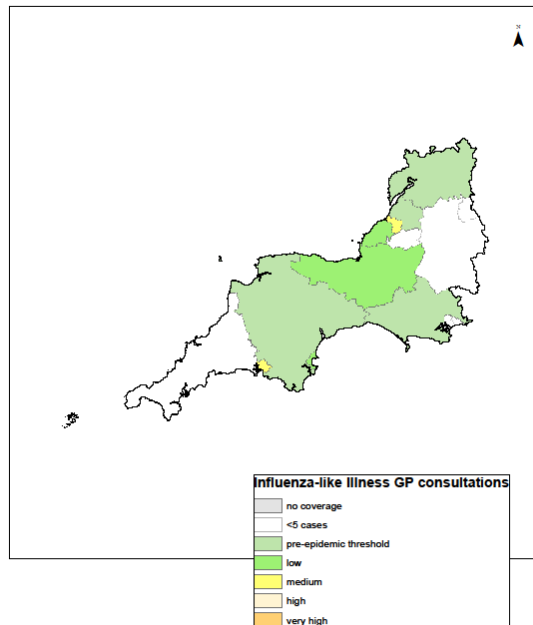 N
Influenza-like Illness GP consultations
no coverage
<5 cases
pre-epidemic threshold
low
medium
high
very high